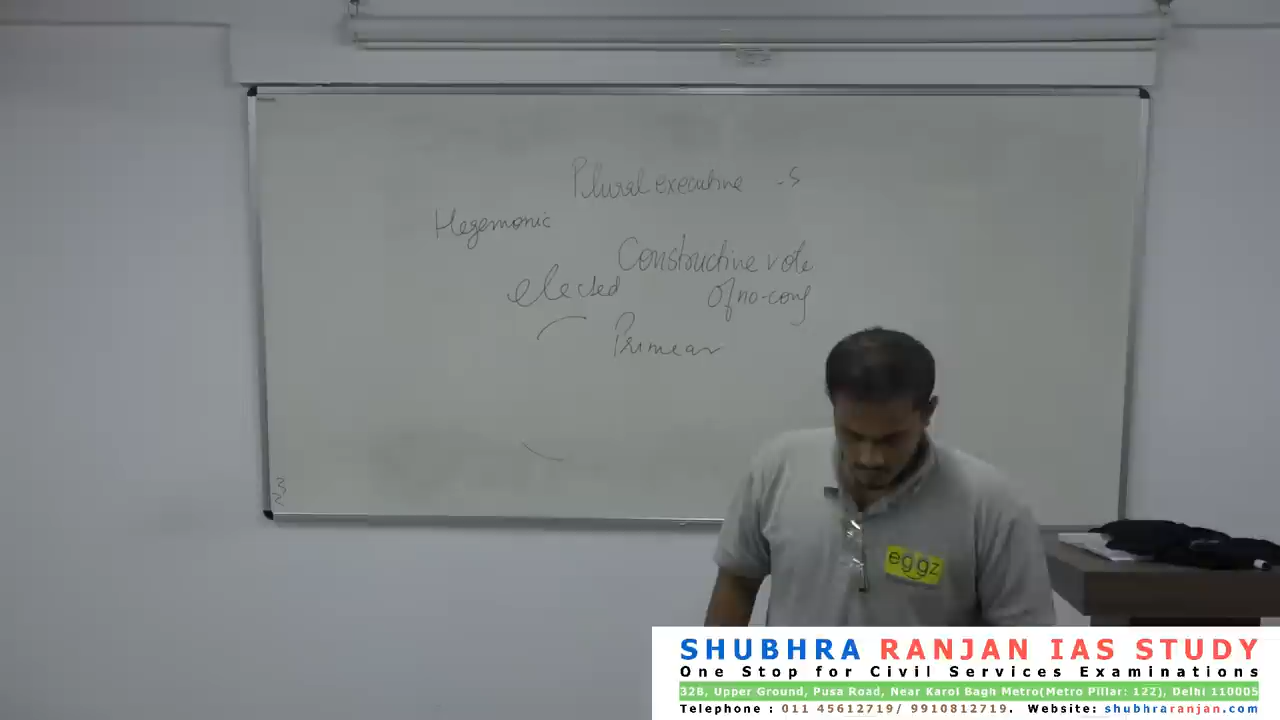 Plural executive - S
Hegemonic
Constructive vote
elected
of no-conf
eggz
SHUBHRA RANJAN IAS STUDY
One Stop for Civil Services Examinations
32B, Upper Ground, Pusa Road, Near Karol Bagh Metro(Metro Pillar: 122), Delhi 110005
Telephone : 011 45612719/ 9910812719. Website: shubhraranjan.com